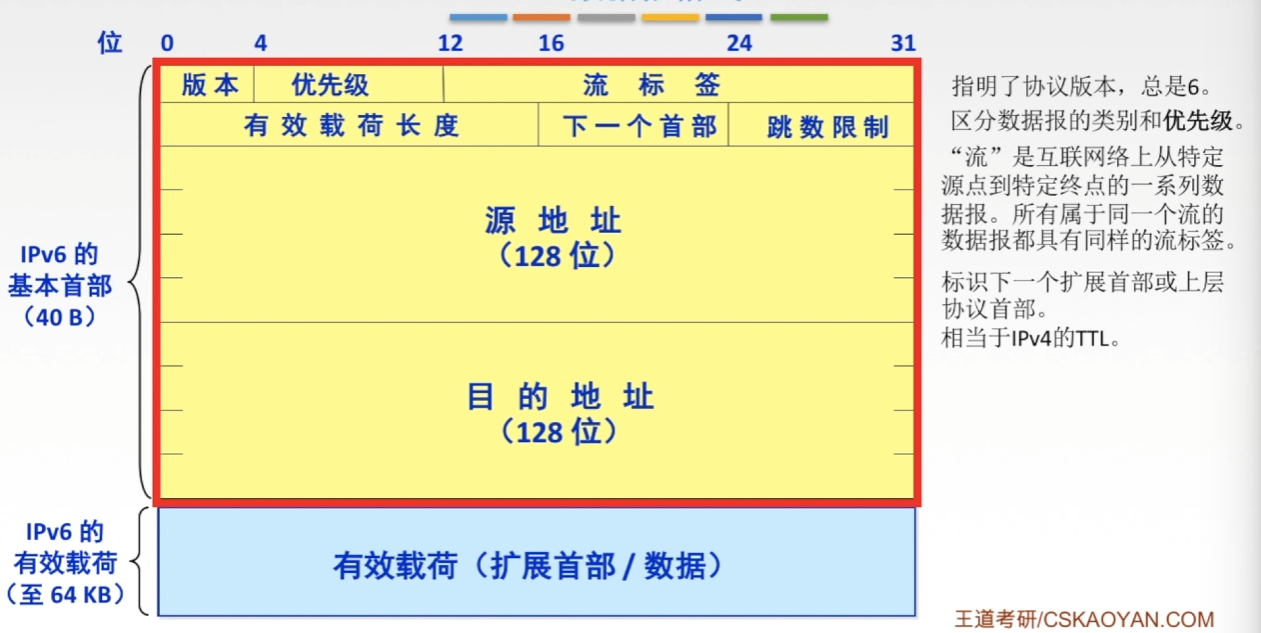 位 0 4 12 16 24 31
版 本 优先级 流 标 签
有 效 载 荷 长 度 下 一 个 首 部 跳 数 限 制
源 地 址
（128 位）
目 的 地 址
（128 位）
IPv6 的
基本首部
（40 B）
IPv6 的
有效载荷
（至 64 KB）
有效载荷（扩展首部 / 数据）
指明了协议版本，总是6。
区分数据报的类别和优先级。
“流”是互联网络上从特定
源点到特定终点的一系列数
据报。所有属于同一个流的
数据报都具有同样的流标签。
标识下一个扩展首部或上层
协议首部。
相当于IPv4的TTL。
王道考研/CSKAOYAN.COM